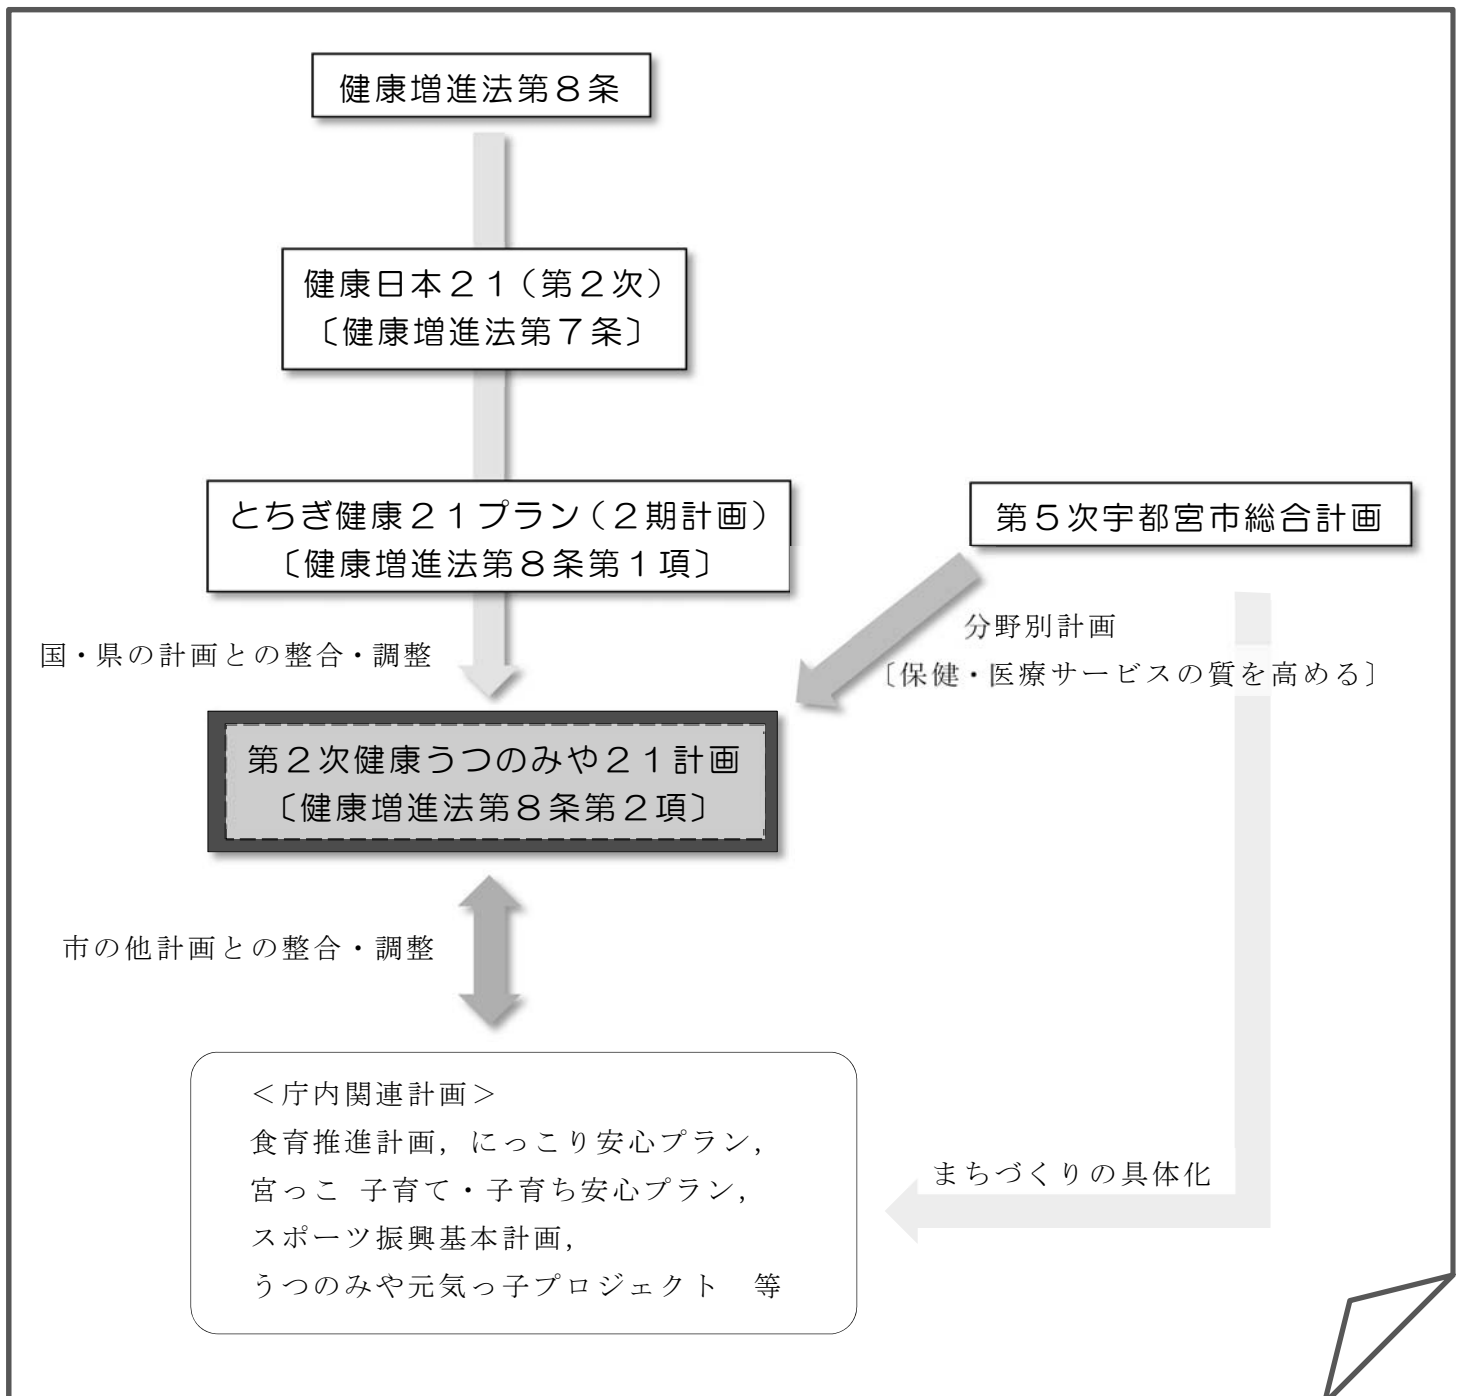 健康増進法第８条
健康日本２１（第２次）
〔健康増進法第７条〕
とちぎ健康２１プラン（２期計画）
〔健康増進法第８条第１項〕
第５次宇都宮市総合計画
分野別計画
〔保健・医療サービスの質を高める〕
国・県の計画との整合・調整
第２次健康うつのみや２１計画
〔健康増進法第８条第２項〕
市の他計画との整合・調整
＜庁内関連計画＞
食育推進計画，にっこり安心プラン，
宮っこ 子育て・子育ち安心プラン，
スポーツ振興基本計画，
うつのみや元気っ子プロジェクト　等
まちづくりの具体化